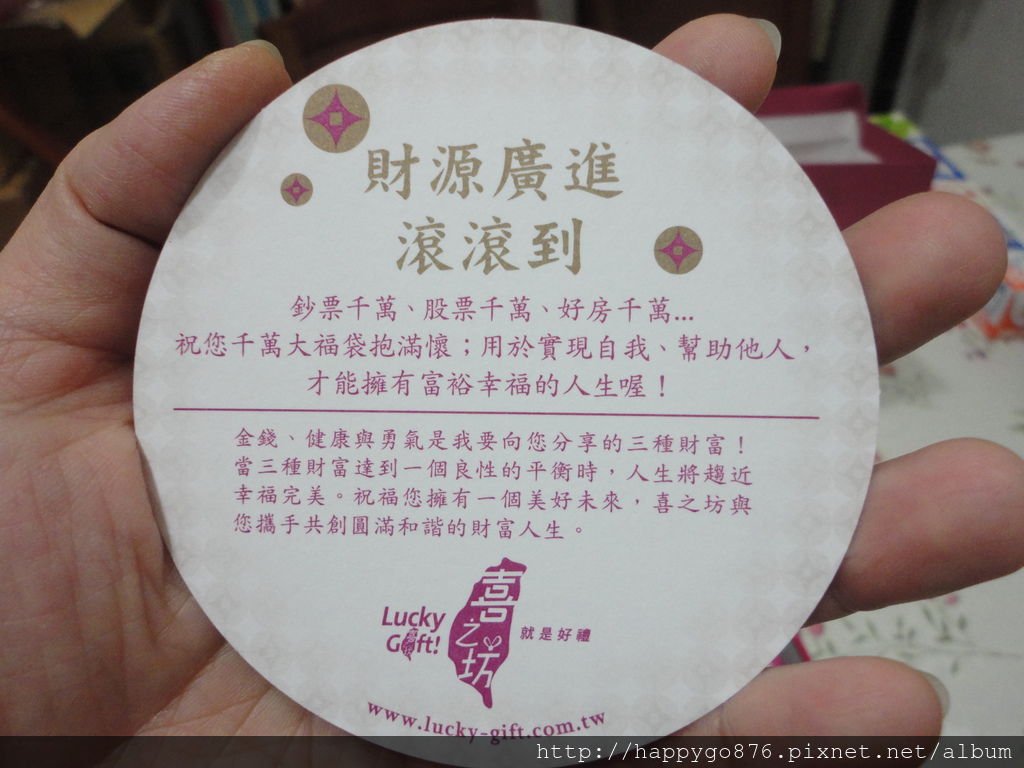 財源廣進
滾滾到
鈔票千萬、股票千萬、好房千萬...
祝您千萬大福袋抱滿懷；用於實現自我、幫助他人，
才能擁有富裕幸福的人生喔！
金錢、健康與勇氣是我要向您分享的三種財富！
當三種財富達到一個良性的平衡時，人生將趨近
幸福完美。祝福您擁有一個美好未來，喜之坊與
您攜手共創圓滿和諧的財富人生。
Lucky
Gift!
喜之坊
就是好禮
www.lucky-gift.com.tw
http://happygo876.pixnet.net/album